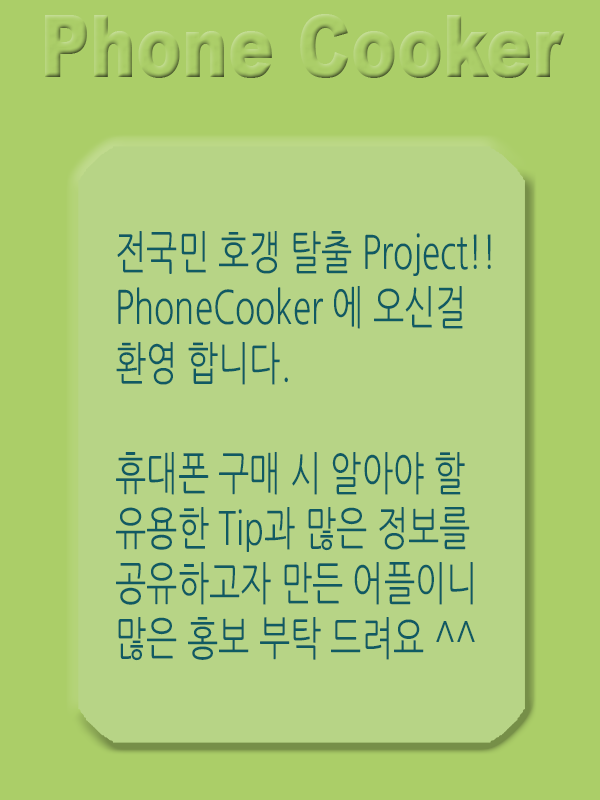 Phone Cooker
전국민 호갱 탈출 Project!!
PhoneCooker 에 오신걸
환영 합니다.
휴대폰 구매 시 알아야 할
유용한 Tip과 많은 정보를
공유하고자 만든 어플이니
많은 홍보 부탁 드려요 ^^